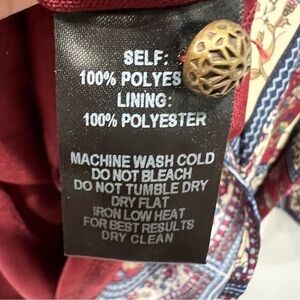 SELF:
100% POLYES
LINING:
100% POLYESTER
MACHINE WASH COLD
DO NOT BLEACH
DO NOT TUMBLE DRY
DRY FLAT
IRON LOW HEAT
FOR BEST RESULTS
DRY CLEAN